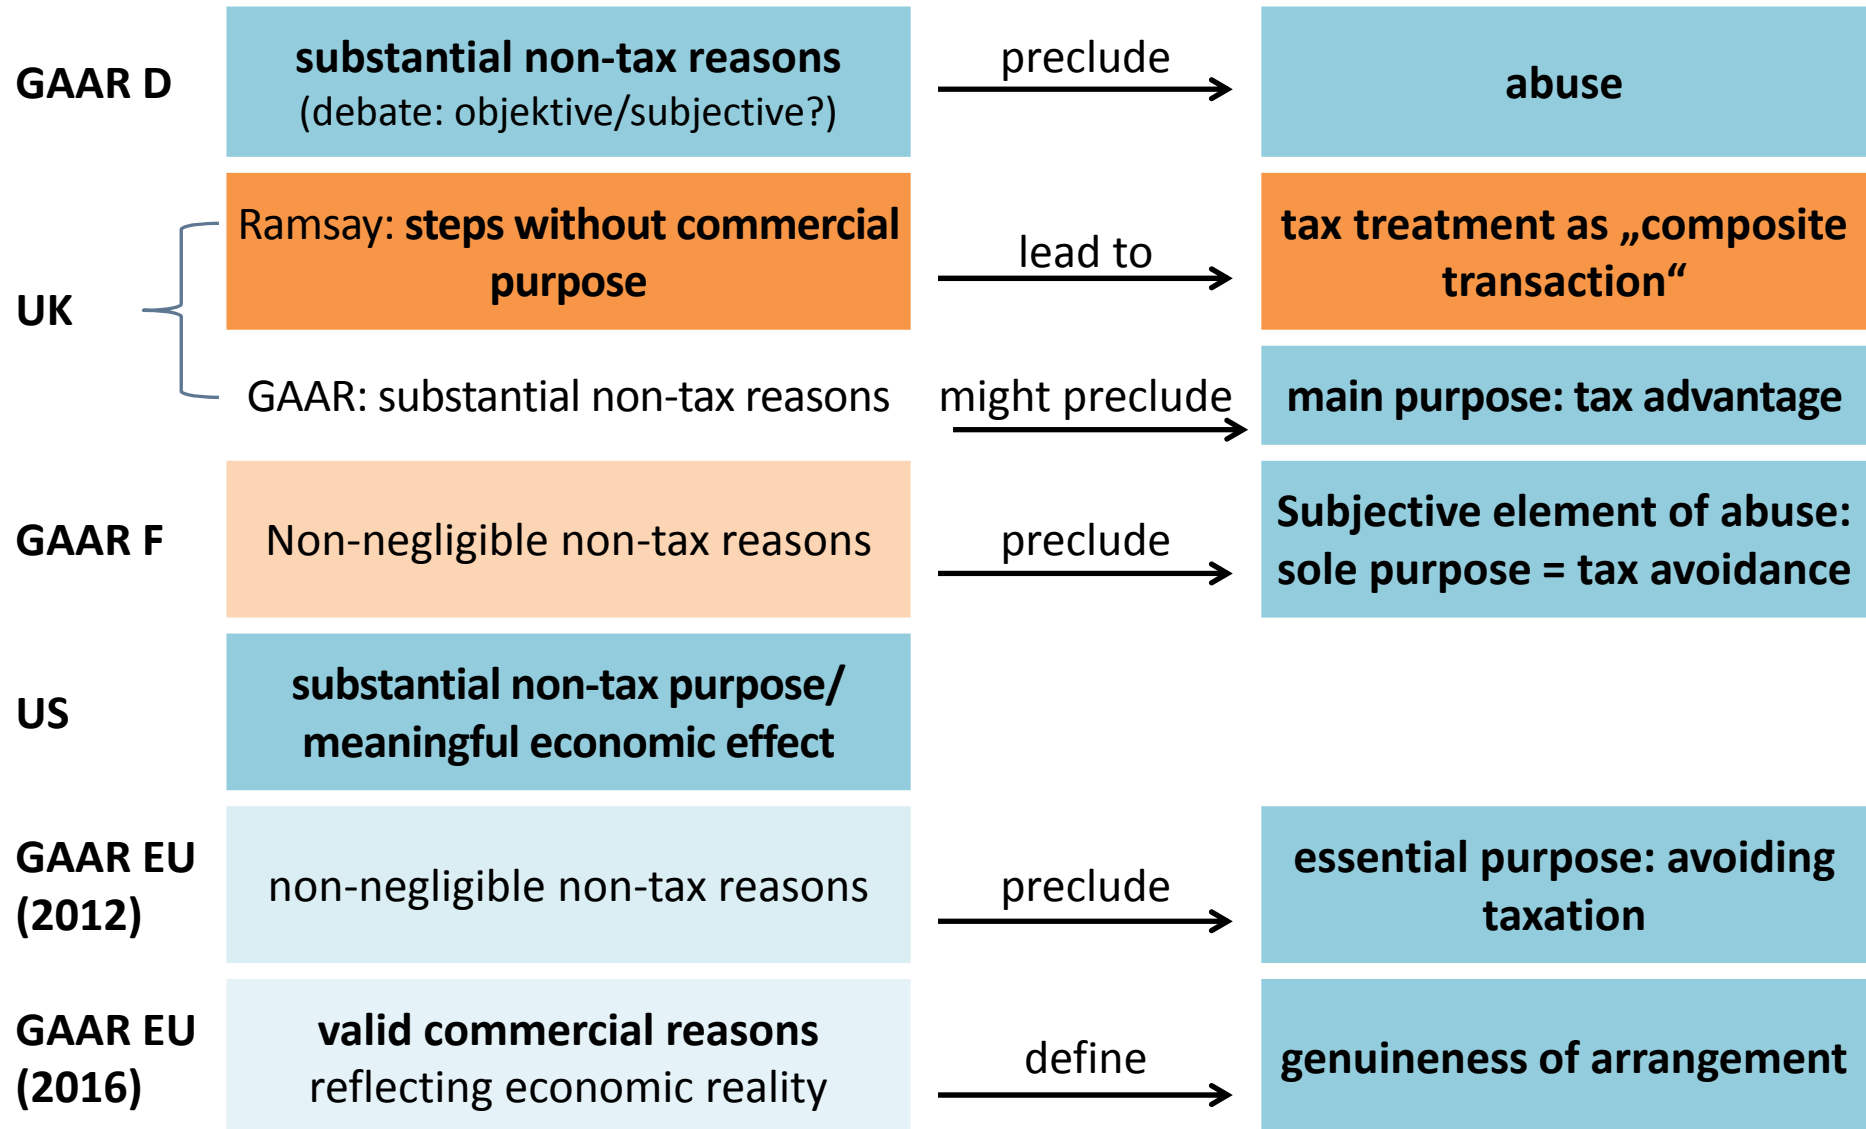 GAAR D
substantial non-tax reasons
(debate: objektive/subjective?)
preclude
abuse
UK
Ramsay: steps without commercial
purpose
lead to
tax treatment as „composite
transaction“
GAAR: substantial non-tax reasons
might preclude
main purpose: tax advantage
GAAR F
Non-negligible non-tax reasons
preclude
Subjective element of abuse:
sole purpose = tax avoidance
US
substantial non-tax purpose/
meaningful economic effect
GAAR EU
(2012)
non-negligible non-tax reasons
preclude
essential purpose: avoiding
taxation
GAAR EU
(2016)
valid commercial reasons
reflecting economic reality
define
genuineness of arrangement